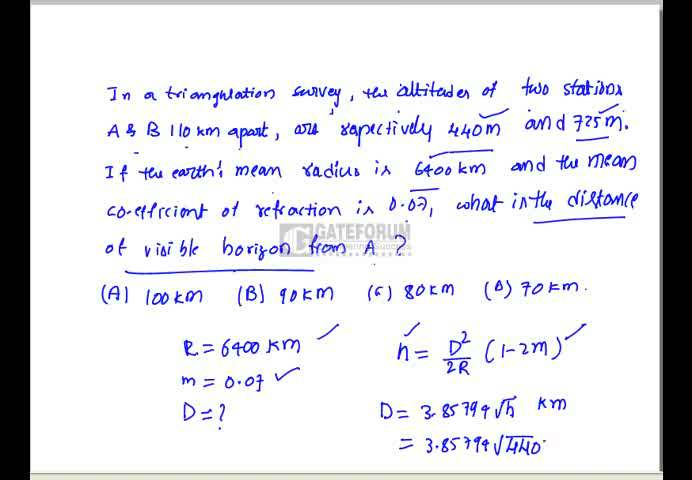 In a triangulation survey, the altitudes of two stations
A & B 110 km apart, are respectively 440m and 725m.
If the earth's mean radius is 6400 km and the mean
co-efficient of refraction is 0.07, what is the distance
GATEFORUM
of visible horizon from A ?
(A) 100 km (B) 90 km (C) 80 km (D) 70 km.
R = 6400 km
h = D²/2R (1-2m)
m = 0.07
D = ?
D = 3.85794√h km
= 3.85794√440